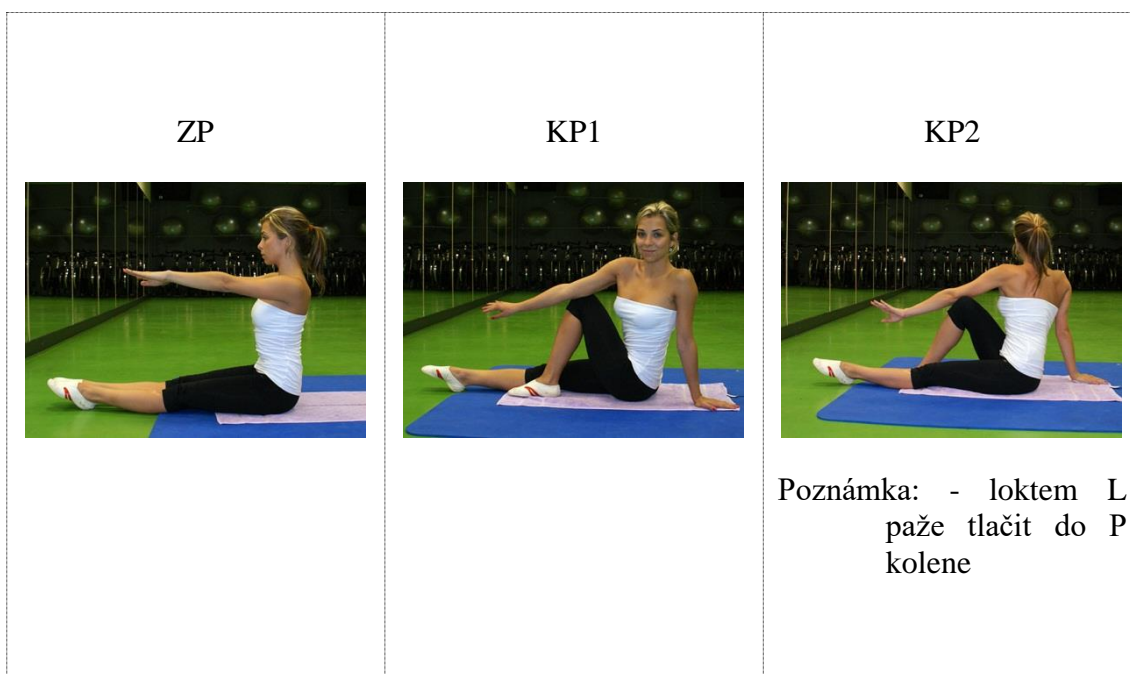 ZP
KP1
KP2
Poznámka: - loktem L
paže tlačit do P
kolene